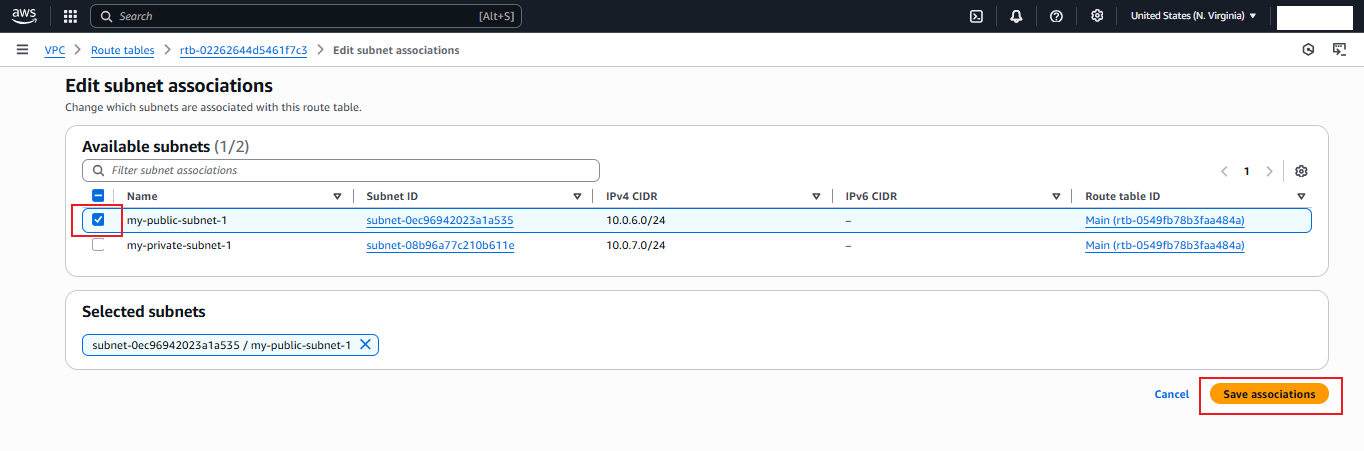 aws Search [Alt+S] United States (N. Virginia)
VPC Route tables rtb-02262644d5461f7c3 Edit subnet associations
Edit subnet associations
Change which subnets are associated with this route table.
Available subnets (1/2)
Filter subnet associations 1
Name Subnet ID IPv4 CIDR IPv6 CIDR Route table ID
my-public-subnet-1 subnet-0ec96942023a1a535 10.0.6.0/24 – Main (rtb-0549fb78b3faa484a)
my-private-subnet-1 subnet-08b96a77c210b611e 10.0.7.0/24 – Main (rtb-0549fb78b3faa484a)
Selected subnets
subnet-0ec96942023a1a535 / my-public-subnet-1
Cancel Save associations